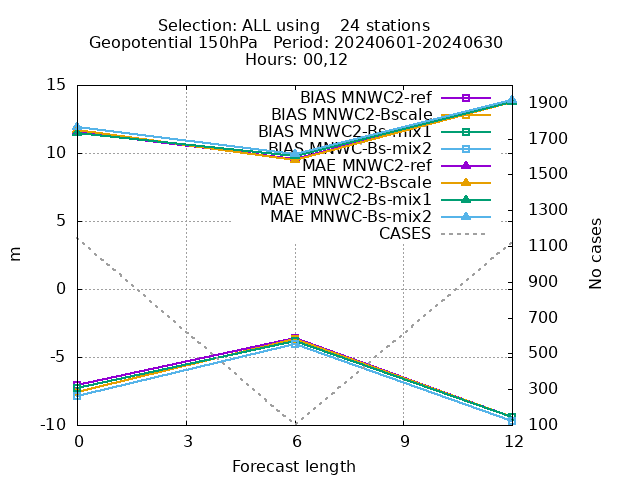 Selection: ALL using    24 stations
Geopotential 150hPa   Period: 20240601-20240630
Hours: 00,12
15
10
5
0
-5
-10
m
0
3
6
9
12
Forecast length
BIAS MNWC2-ref
BIAS MNWC2-Bscale
BIAS MNWC2-Bs-mix1
BIAS MNWC-Bs-mix2
MAE MNWC2-ref
MAE MNWC2-Bscale
MAE MNWC2-Bs-mix1
MAE MNWC-Bs-mix2
CASES
1900
1700
1500
1300
1100
900
700
500
300
100
No cases